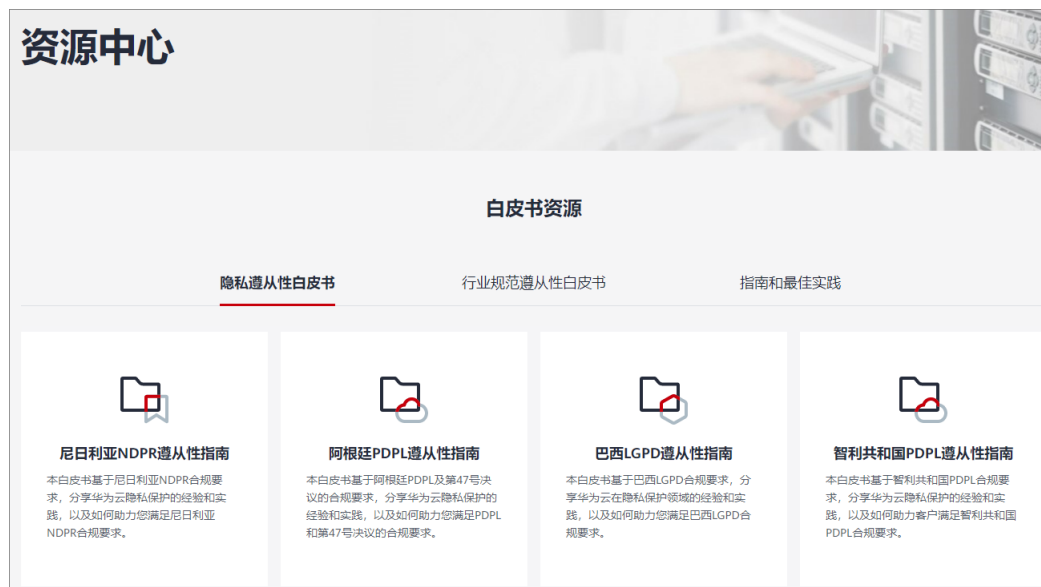 资源中心
白皮书资源
隐私遵从性白皮书
行业规范遵从性白皮书
指南和最佳实践
尼日利亚NDPR遵从性指南
本白皮书基于尼日利亚NDPR合规要
求，分享华为云隐私保护的经验和实
践，以及如何助力您满足尼日利亚
NDPR合规要求。
阿根廷PDPL遵从性指南
本白皮书基于阿根廷PDPL及第47号决
议的合规要求，分享华为云隐私保护的
经验和实践，以及如何助力您满足PDPL
和第47号决议的合规要求。
巴西LGPD遵从性指南
本白皮书基于巴西LGPD合规要求，分
享华为云在隐私保护领域的经验和实
践，以及如何助力您满足巴西LGPD合
规要求。
智利共和国PDPL遵从性指南
本白皮书基于智利共和国PDPL合规要
求，分享华为云隐私保护的经验和实
践，以及如何助力客户满足智利共和国
PDPL合规要求。